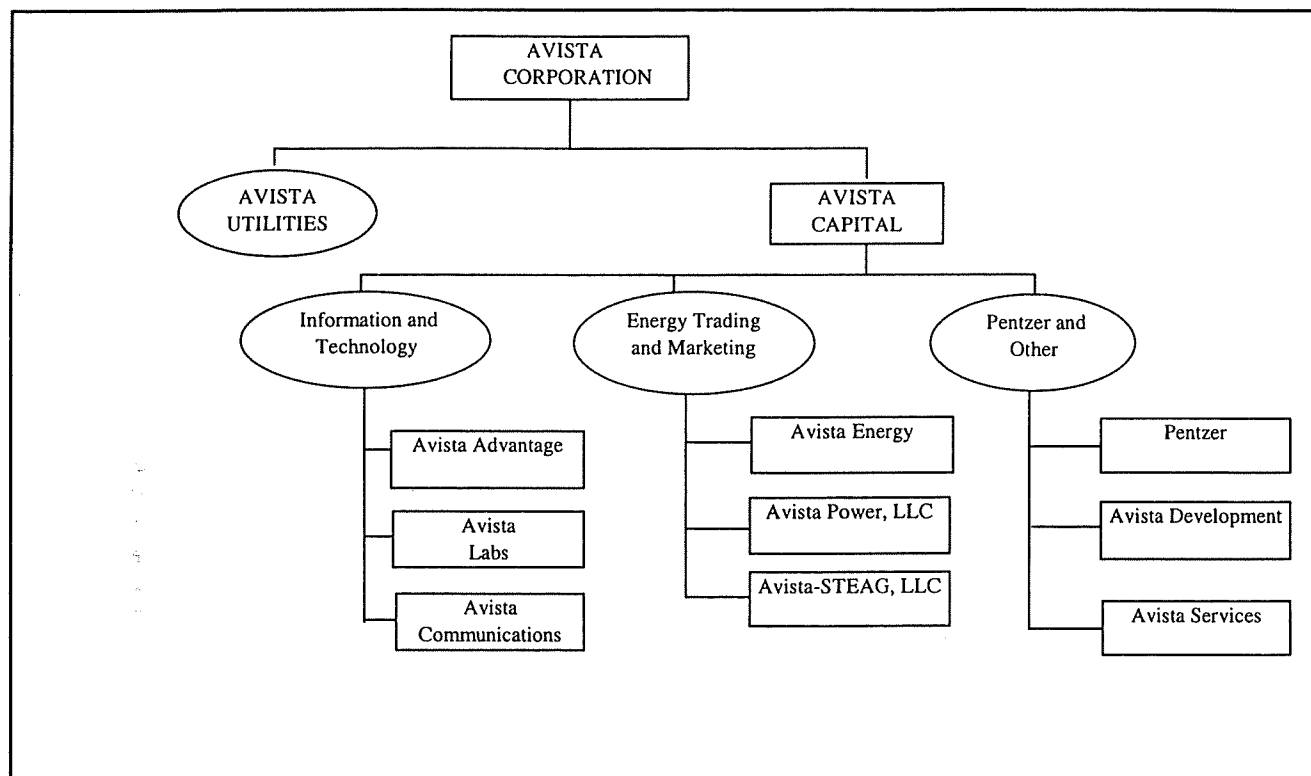 AVISTA
CORPORATION
AVISTA
UTILITIES
AVISTA
CAPITAL
Information and
Technology
Energy Trading
and Marketing
Pentzer and
Other
Avista Advantage
Avista
Labs
Avista
Communications
Avista Energy
Avista Power, LLC
Avista-STEAG, LLC
Pentzer
Avista Development
Avista Services